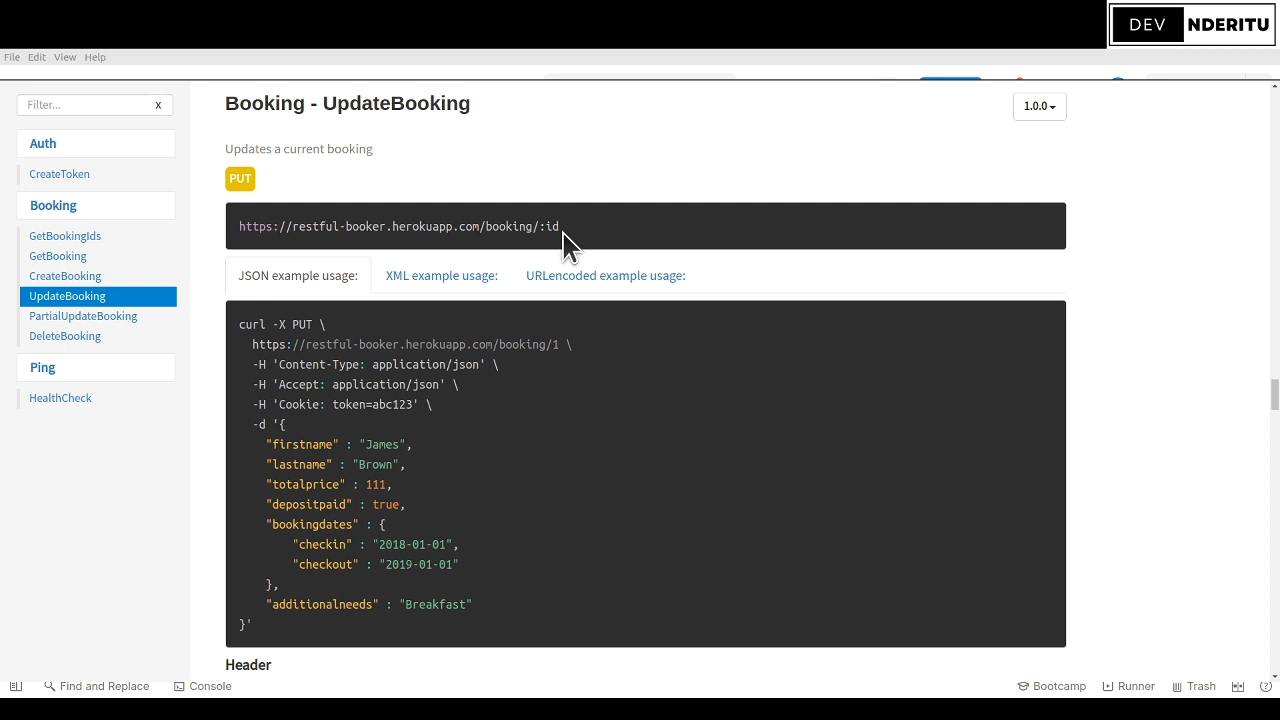 DEV NDERITU
File Edit View Help
Filter... x
Auth
CreateToken
Booking
GetBookingIds
GetBooking
CreateBooking
UpdateBooking
PartialUpdateBooking
DeleteBooking
Ping
HealthCheck
Booking - UpdateBooking
1.0.0
Updates a current booking
PUT
https://restful-booker.herokuapp.com/booking/:id
JSON example usage: XML example usage: URLencoded example usage:
curl -X PUT \
https://restful-booker.herokuapp.com/booking/1 \
-H 'Content-Type: application/json' \
-H 'Accept: application/json' \
-H 'Cookie: token=abc123' \
-d '{
"firstname" : "James",
"lastname" : "Brown",
"totalprice" : 111,
"depositpaid" : true,
"bookingdates" : {
"checkin" : "2018-01-01",
"checkout" : "2019-01-01"
},
"additionalneeds" : "Breakfast"
}'
Header
Find and Replace Console Bootcamp Runner Trash